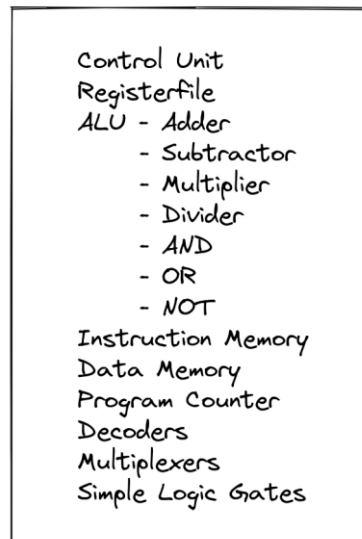 Control Unit
Registerfile
ALU - Adder
- Subtractor
- Multiplier
- Divider
- AND
- OR
- NOT
Instruction Memory
Data Memory
Program Counter
Decoders
Multiplexers
Simple Logic Gates